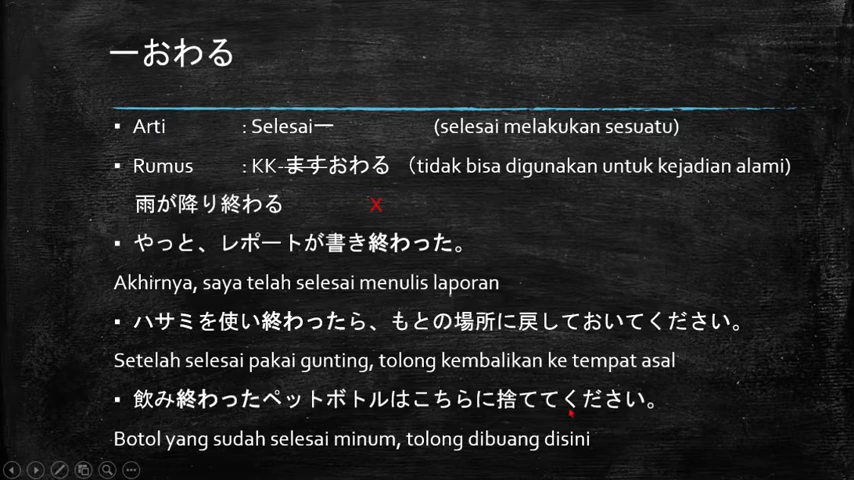 ーおわる
▪ Arti : Selesaiー (selesai melakukan sesuatu)
▪ Rumus : KK-ますおわる （tidak bisa digunakan untuk kejadian alami)
雨が降り終わる X
▪ やっと、レポートが書き終わった。
Akhirnya, saya telah selesai menulis laporan
▪ ハサミを使い終わったら、もとの場所に戻しておいてください。
Setelah selesai pakai gunting, tolong kembalikan ke tempat asal
▪ 飲み終わったペットボトルはこちらに捨ててください。
Botol yang sudah selesai minum, tolong dibuang disini